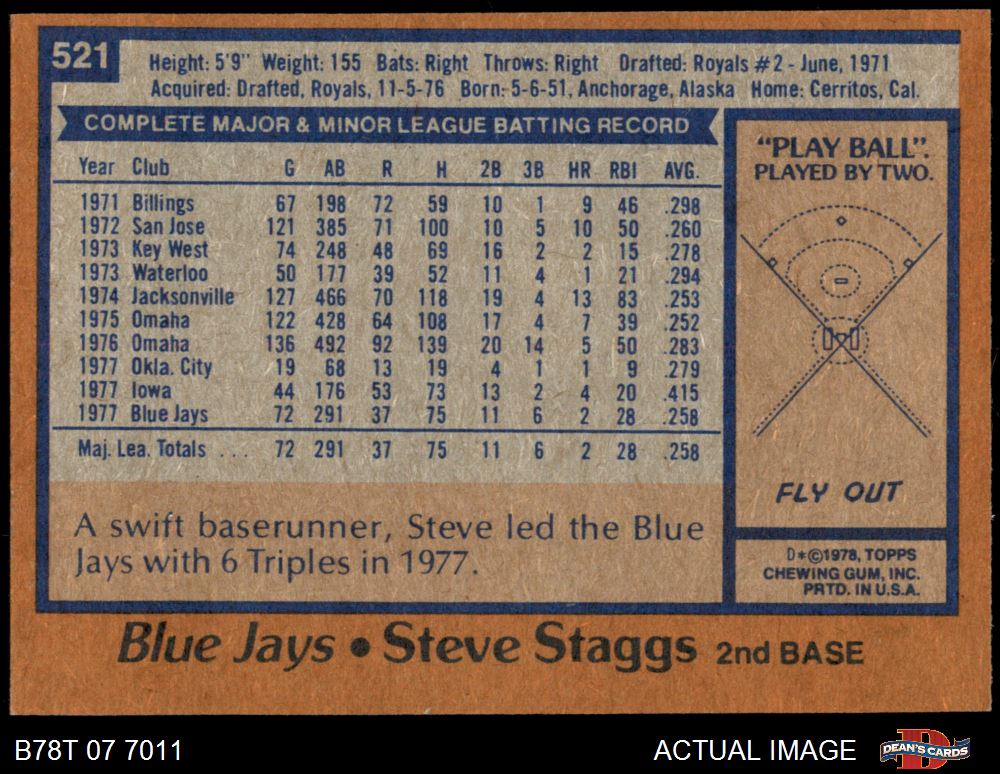 521
Height: 5'9" Weight: 155 Bats: Right Throws: Right Drafted: Royals #2 - June, 1971
Acquired: Drafted, Royals, 11-5-76 Born: 5-6-51, Anchorage, Alaska Home: Cerritos, Cal.
COMPLETE MAJOR & MINOR LEAGUE BATTING RECORD
Year Club G AB R H 2B 3B HR RBI AVG.
1971 Billings 67 198 72 59 10 1 9 46 .298
1972 San Jose 121 385 71 100 10 5 10 50 .260
1973 Key West 74 248 48 69 16 2 2 15 .278
1973 Waterloo 50 177 39 52 11 4 1 21 .294
1974 Jacksonville 127 466 70 118 19 4 13 83 .253
1975 Omaha 122 428 64 108 17 4 7 39 .252
1976 Omaha 136 492 92 139 20 14 5 50 .283
1977 Okla. City 19 68 13 19 4 1 1 9 .279
1977 Iowa 44 176 53 73 13 2 4 20 .415
1977 Blue Jays 72 291 37 75 11 6 2 28 .258
Maj. Lea. Totals ... 72 291 37 75 11 6 2 28 .258
A swift baserunner, Steve led the Blue
Jays with 6 Triples in 1977.
"PLAY BALL".
PLAYED BY TWO.
FLY OUT
D*©1978, TOPPS
CHEWING GUM, INC.
PRTD. IN U.S.A.
Blue Jays • Steve Staggs 2nd BASE
B78T 07 7011
ACTUAL IMAGE
DEAN'S CARDS